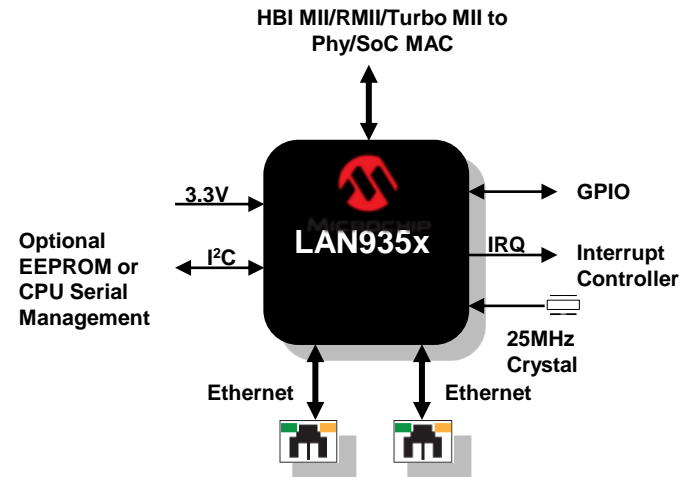 HBI MII/RMII/Turbo MII to
Phy/SoC MAC
MICROCHIP
LAN935x
3.3V
I²C
Optional
EEPROM or
CPU Serial
Management
GPIO
IRQ
Interrupt
Controller
25MHz
Crystal
Ethernet
Ethernet